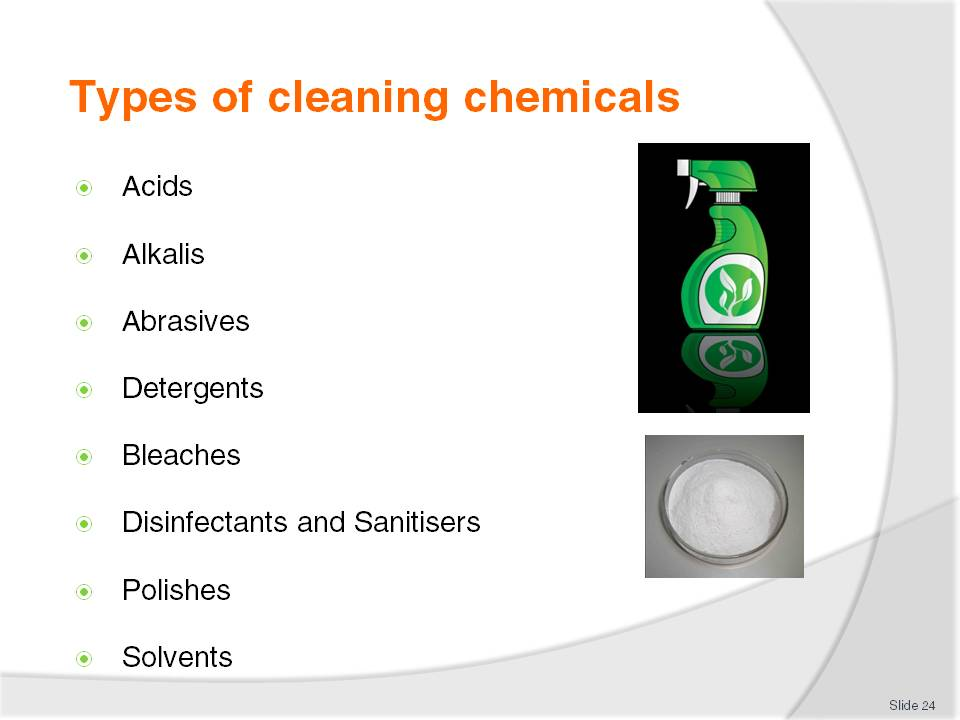 Types of cleaning chemicals
Acids
Alkalis
Abrasives
Detergents
Bleaches
Disinfectants and Sanitisers
Polishes
Solvents
Slide 24